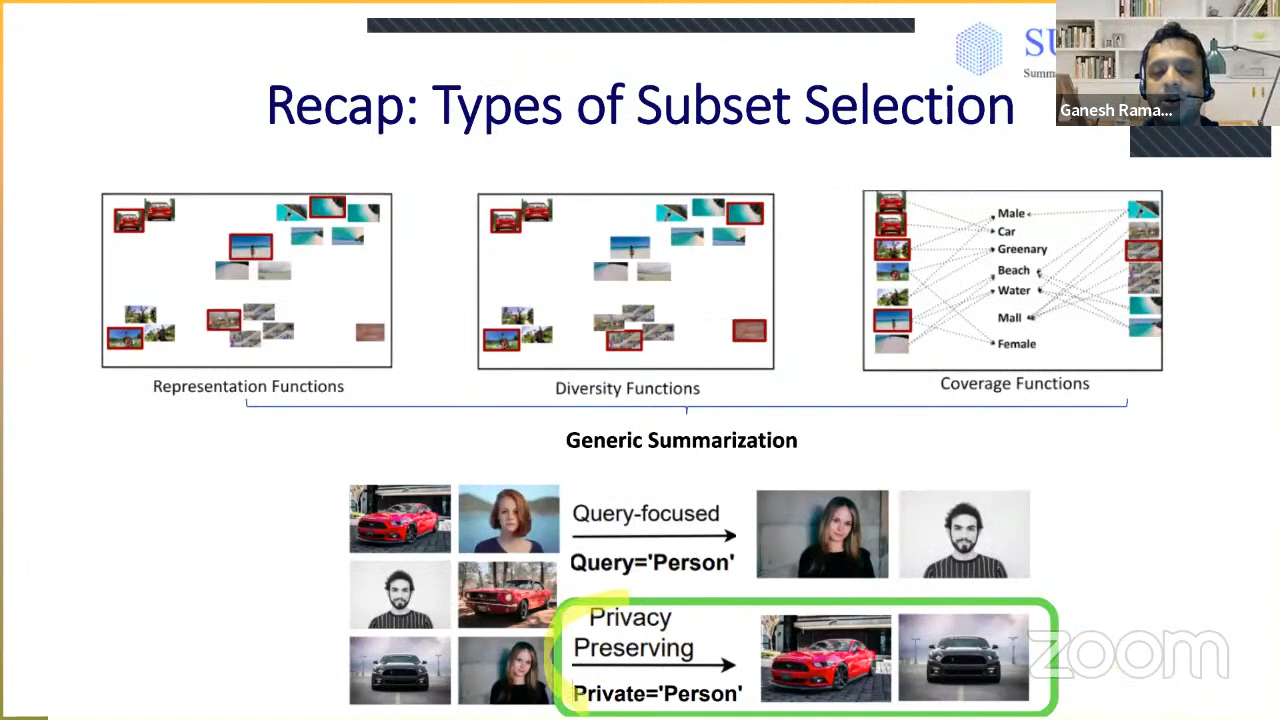 Recap: Types of Subset Selection
Ganesh Rama...
Male
Car
Greenary
Beach
Water
Mall
Female
Representation Functions
Diversity Functions
Coverage Functions
Generic Summarization
Query-focused
Query='Person'
Privacy
Preserving
Private='Person'
zoom